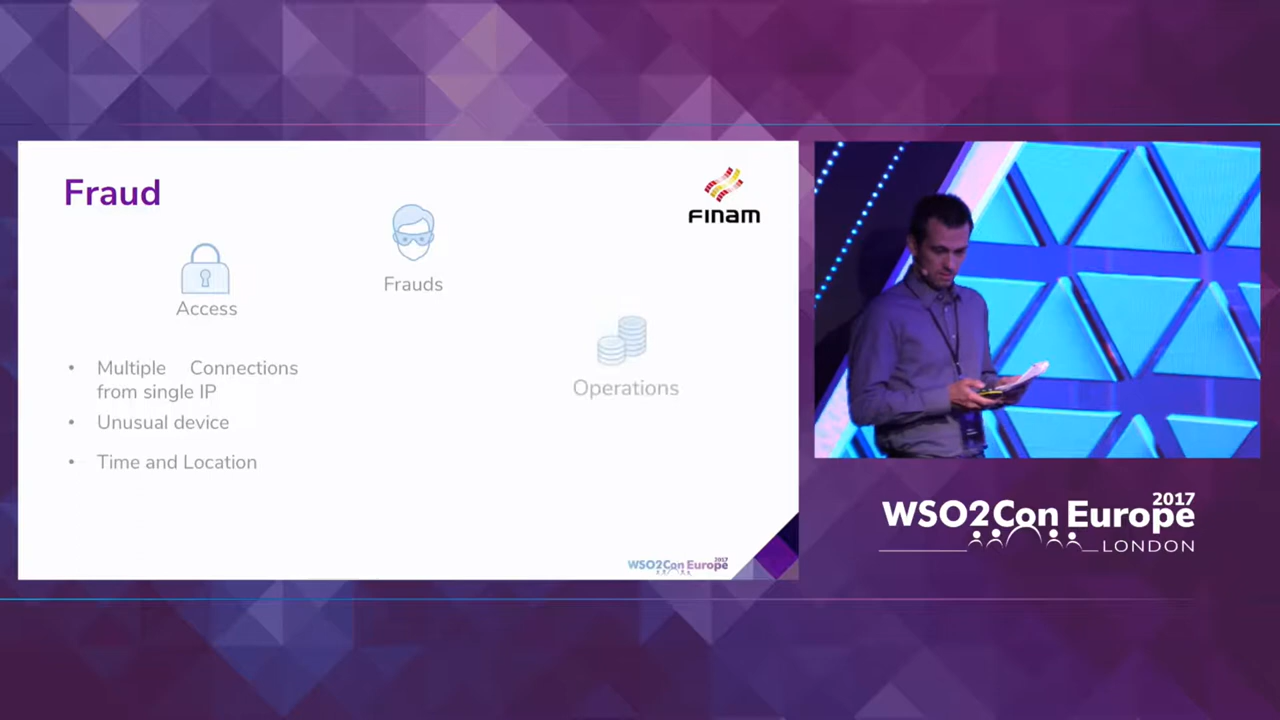 Fraud
FINAM
Frauds
Access
Operations
• Multiple Connections
from single IP
• Unusual device
• Time and Location
WSO2Con Europe 2017
WSO2Con Europe 2017
LONDON